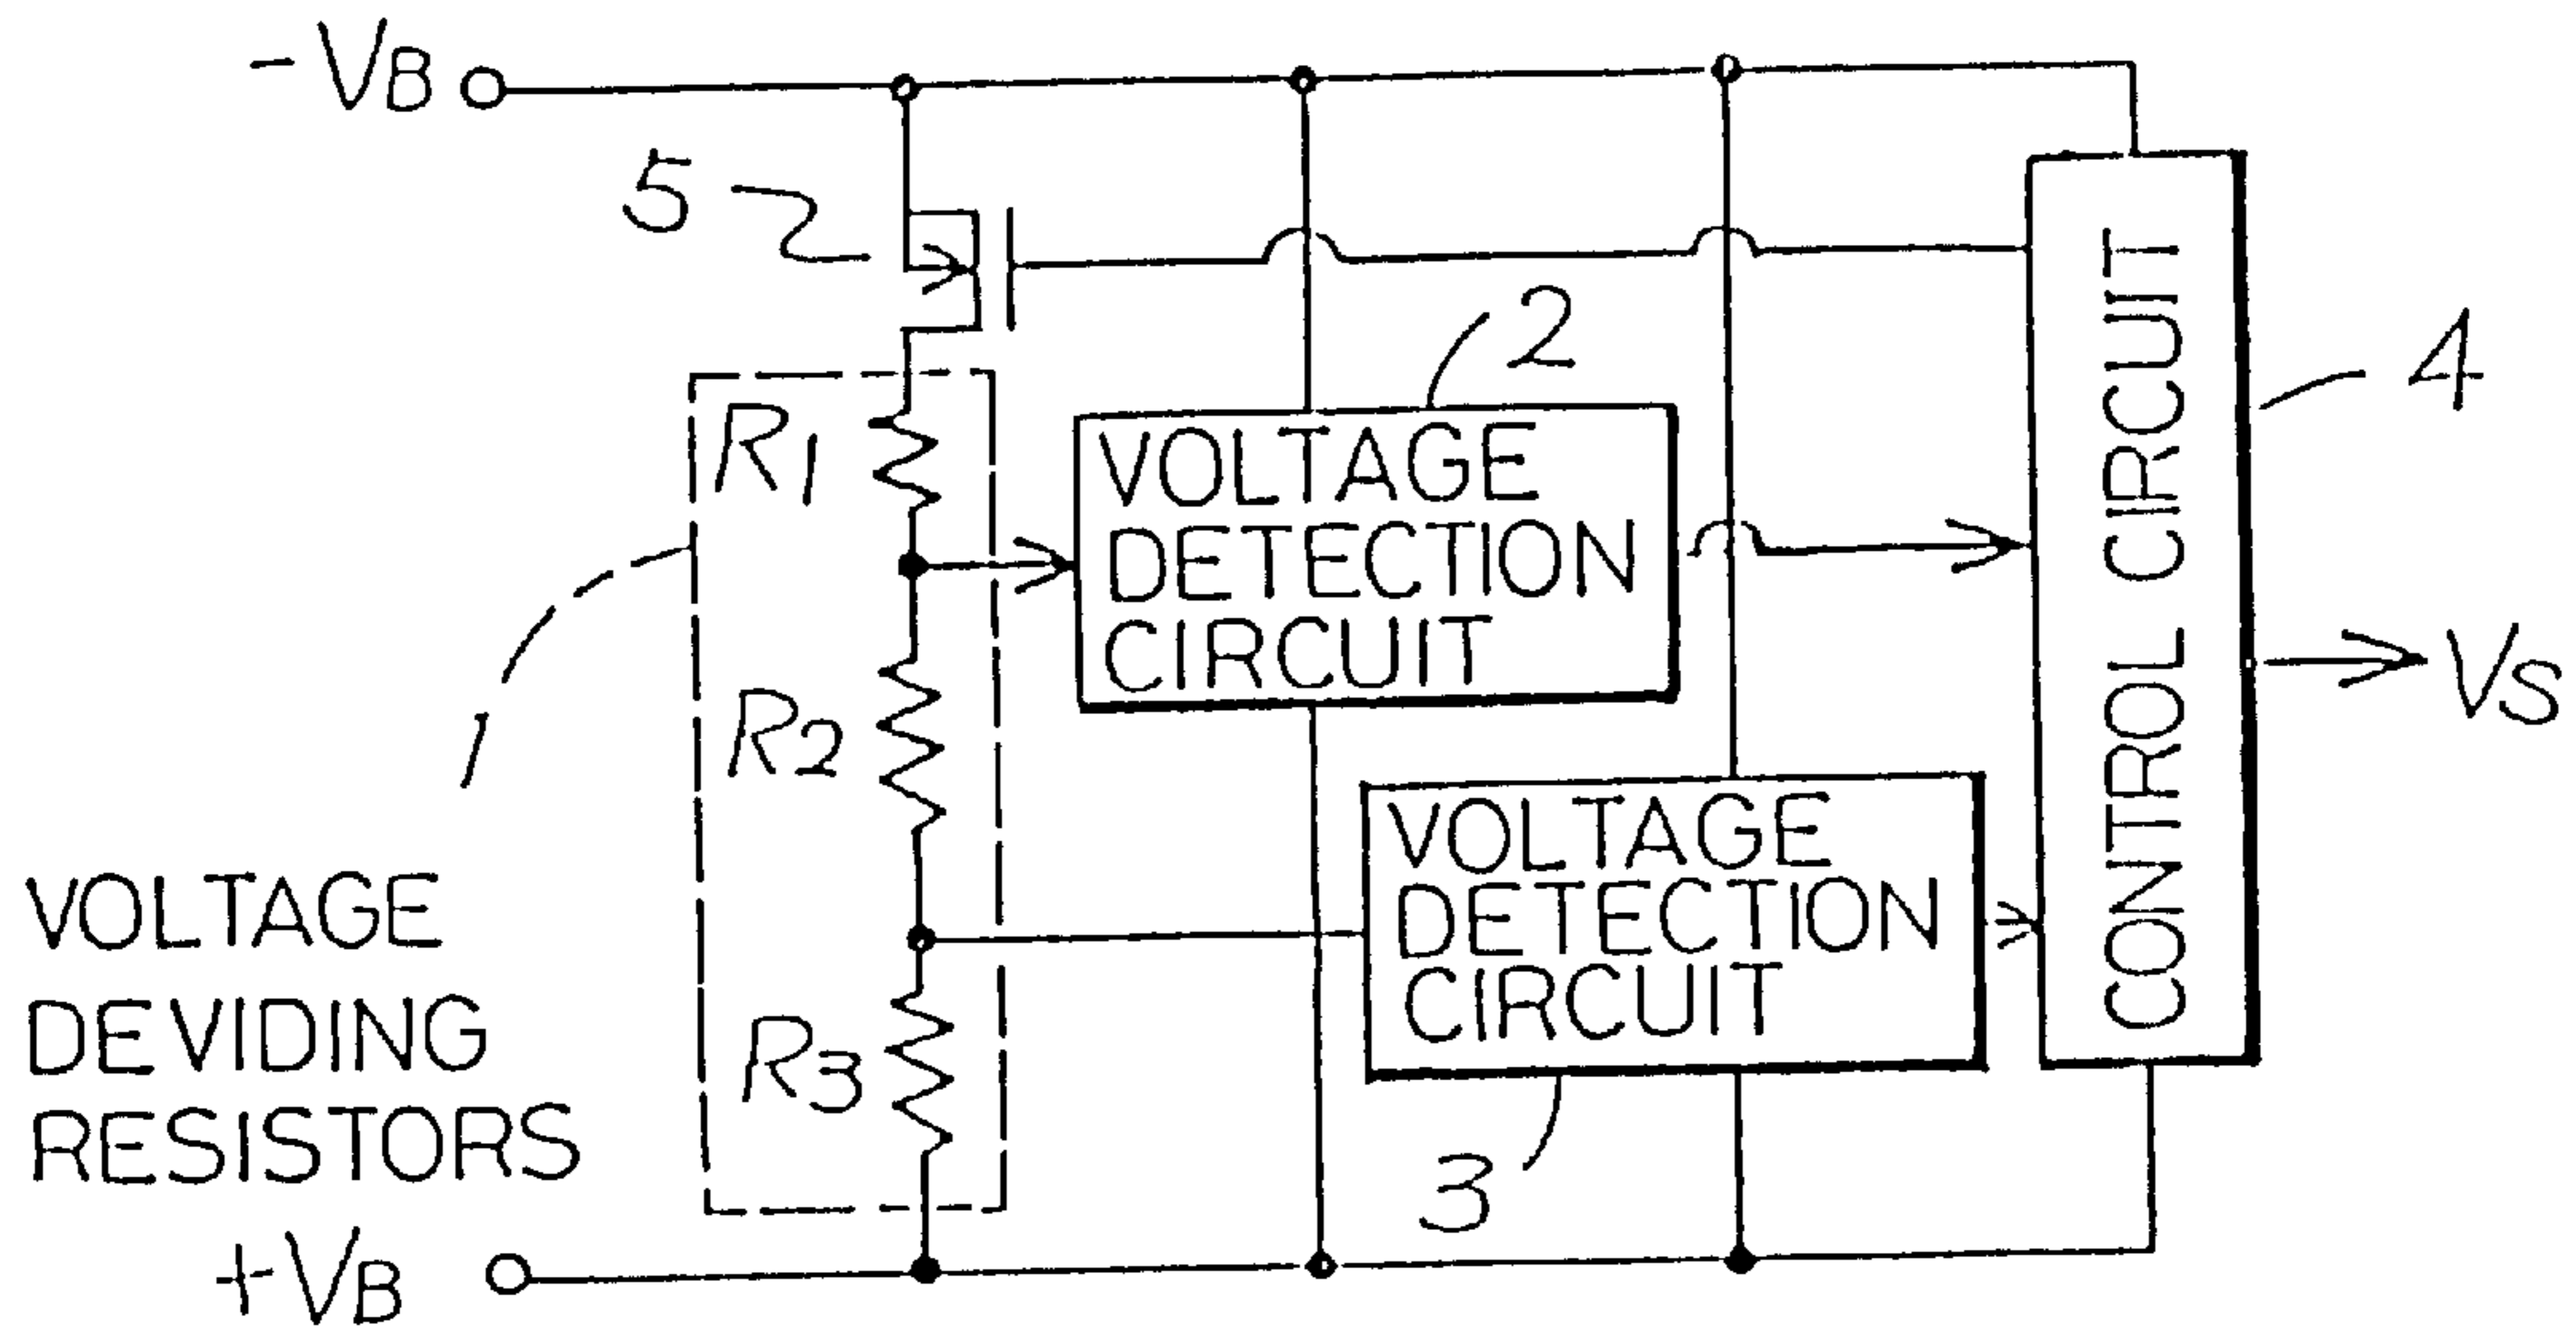 -VB
5
2
4
R1
VOLTAGE
DETECTION
CIRCUIT
CONTROL CIRCUIT
VS
1
R2
VOLTAGE
DETECTION
CIRCUIT
VOLTAGE
DEVIDING
RESISTORS
R3
3
+VB